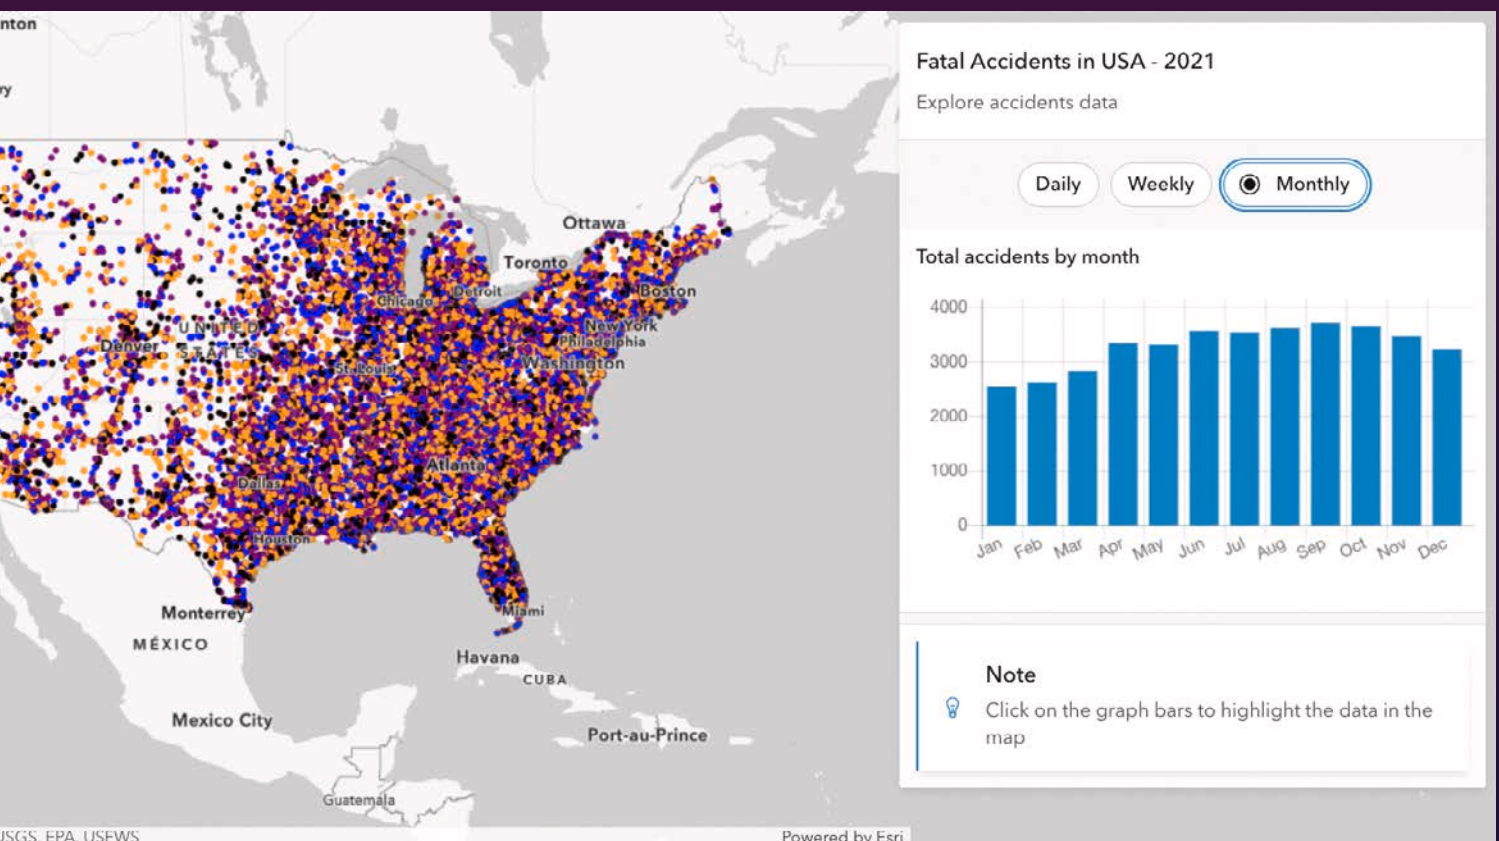 nton
ry
Ottawa
Toronto
Chicago
Detroit
Boston
UNITED
STATES
New York
Philadelphia
Denver
St. Louis
Washington
Atlanta
Dallas
Houston
Miami
Monterrey
MÉXICO
Havana
CUBA
Mexico City
Port-au-Prince
Guatemala
USGS, EPA, USFWS
Powered by Esri
Fatal Accidents in USA - 2021
Explore accidents data
Daily Weekly Monthly
Total accidents by month
4000
3000
2000
1000
0
Jan Feb Mar Apr May Jun Jul Aug Sep Oct Nov Dec
Note
Click on the graph bars to highlight the data in the
map